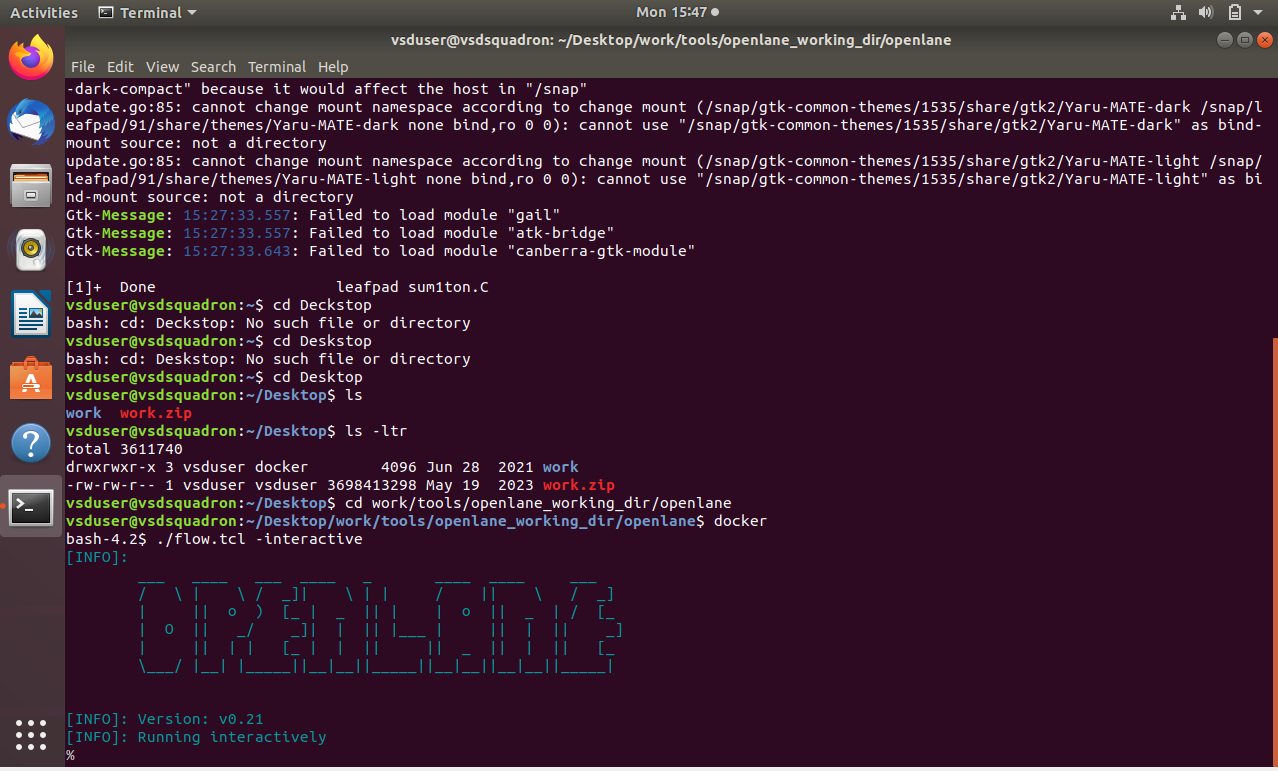 Activities Terminal Mon 15:47
vsduser@vsdsquadron: ~/Desktop/work/tools/openlane_working_dir/openlane
File Edit View Search Terminal Help
-dark-compact" because it would affect the host in "/snap"
update.go:85: cannot change mount namespace according to change mount (/snap/gtk-common-themes/1535/share/gtk2/Yaru-MATE-dark /snap/l
eafpad/91/share/themes/Yaru-MATE-dark none bind,ro 0 0): cannot use "/snap/gtk-common-themes/1535/share/gtk2/Yaru-MATE-dark" as bind-
mount source: not a directory
update.go:85: cannot change mount namespace according to change mount (/snap/gtk-common-themes/1535/share/gtk2/Yaru-MATE-light /snap/
leafpad/91/share/themes/Yaru-MATE-light none bind,ro 0 0): cannot use "/snap/gtk-common-themes/1535/share/gtk2/Yaru-MATE-light" as bi
nd-mount source: not a directory
Gtk-Message: 15:27:33.557: Failed to load module "gail"
Gtk-Message: 15:27:33.557: Failed to load module "atk-bridge"
Gtk-Message: 15:27:33.643: Failed to load module "canberra-gtk-module"
[1]+  Done                    leafpad sum1ton.C
vsduser@vsdsquadron:~$ cd Deckstop
bash: cd: Deckstop: No such file or directory
vsduser@vsdsquadron:~$ cd Deskstop
bash: cd: Deskstop: No such file or directory
vsduser@vsdsquadron:~$ cd Desktop
vsduser@vsdsquadron:~/Desktop$ ls
work  work.zip
vsduser@vsdsquadron:~/Desktop$ ls -ltr
total 3611740
drwxrwxr-x 3 vsduser docker        4096 Jun 28  2021 work
-rw-rw-r-- 1 vsduser vsduser 3698413298 May 19  2023 work.zip
vsduser@vsdsquadron:~/Desktop$ cd work/tools/openlane_working_dir/openlane
vsduser@vsdsquadron:~/Desktop/work/tools/openlane_working_dir/openlane$ docker
bash-4.2$ ./flow.tcl -interactive
[INFO]:
OPENLANE
[INFO]: Version: v0.21
[INFO]: Running interactively
%